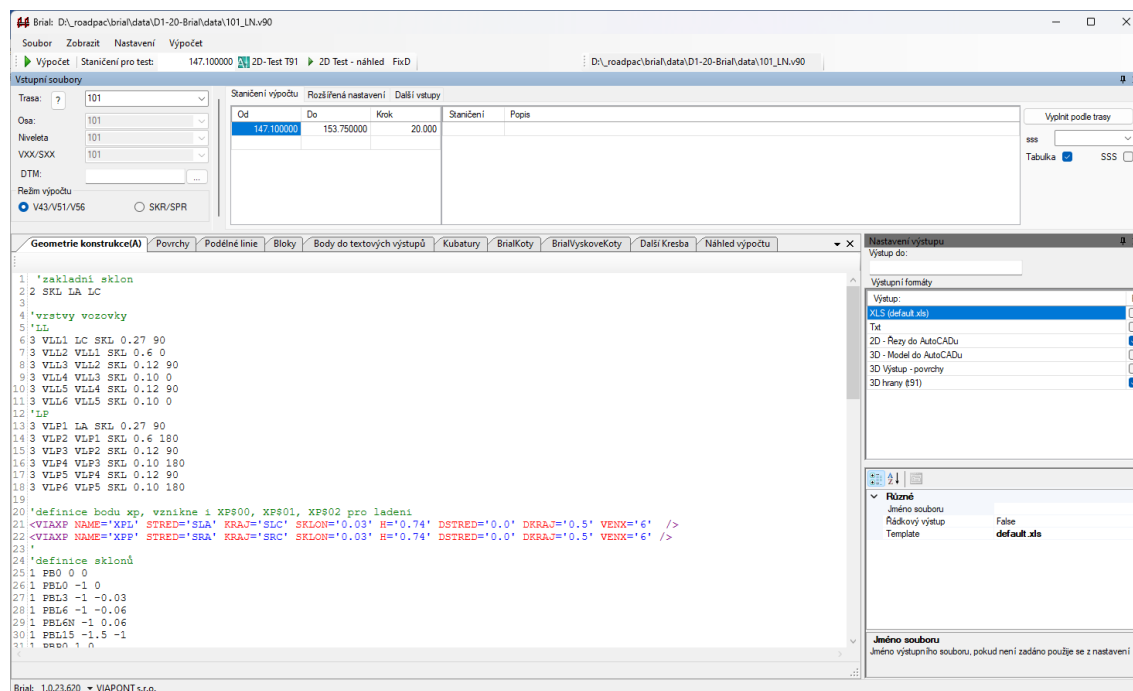 Brial: D:\_roadpac\brial\data\D1-20-Brial\data\101_LN.v90
Soubor Zobrazit Nastavení Výpočet
Výpočet Staničení pro test: 147.100000 2D-Test T91 2D Test - náhled FixD D:\_roadpac\brial\data\D1-20-Brial\data\101_LN.v90
Vstupní soubory
Trasa: ? 101
Osa: 101
Niveleta 101
VXX/SXX 101
DTM: ...
Režim výpočtu
V43/V51/V56 SKR/SPR
Staničení výpočtu Rozšířená nastavení Další vstupy
Od Do Krok Staničení Popis
147.100000 153.750000 20.000
Vyplnit podle trasy
sss
Tabulka SSS
Geometrie konstrukce(A) Povrchy Podélné linie Bloky Body do textových výstupů Kubatury BrialKoty BrialVyskoveKoty Další Kresba Náhled výpočtu
1 'zakladní sklon
2 2 SKL LA LC
3
4 'vrstvy vozovky
5 'LL
6 3 VLL1 LC SKL 0.27 90
7 3 VLL2 VLL1 SKL 0.6 0
8 3 VLL3 VLL2 SKL 0.12 90
9 3 VLL4 VLL3 SKL 0.10 0
10 3 VLL5 VLL4 SKL 0.12 90
11 3 VLL6 VLL5 SKL 0.10 0
12 'LP
13 3 VLP1 LA SKL 0.27 90
14 3 VLP2 VLP1 SKL 0.6 180
15 3 VLP3 VLP2 SKL 0.12 90
16 3 VLP4 VLP3 SKL 0.10 180
17 3 VLP5 VLP4 SKL 0.12 90
18 3 VLP6 VLP5 SKL 0.10 180
19
20 'definice bodu xp, vznikne i XP$00, XP$01, XP$02 pro ladeni
21 <VIAXP NAME='XPL' STRED='SLA' KRAJ='SLC' SKLON='0.03' H='0.74' DSTRED='0.0' DKRAJ='0.5' VENX='6' />
22 <VIAXP NAME='XPP' STRED='SRA' KRAJ='SRC' SKLON='0.03' H='0.74' DSTRED='0.0' DKRAJ='0.5' VENX='6' />
23 '
24 'definice sklonů
25 1 PB0 0 0
26 1 PBL0 -1 0
27 1 PBL3 -1 -0.03
28 1 PBL6 -1 -0.06
29 1 PBL6N -1 0.06
30 1 PBL15 -1.5 -1
31 1 PBP0 1 0
Nastavení výstupu
Výstup do:
Výstupní formáty
Výstup:
XLS (default.xls)
Txt
2D - Řezy do AutoCADu
3D - Model do AutoCADu
3D Výstup - povrchy
3D hrany (t91)
Různé
Jméno souboru
Řádkový výstup False
Template default.xls
Jméno souboru
Jméno výstupního souboru, pokud není zadáno použije se z nastavení
Brial: 1.0.23.620 VIAPONT s.r.o.